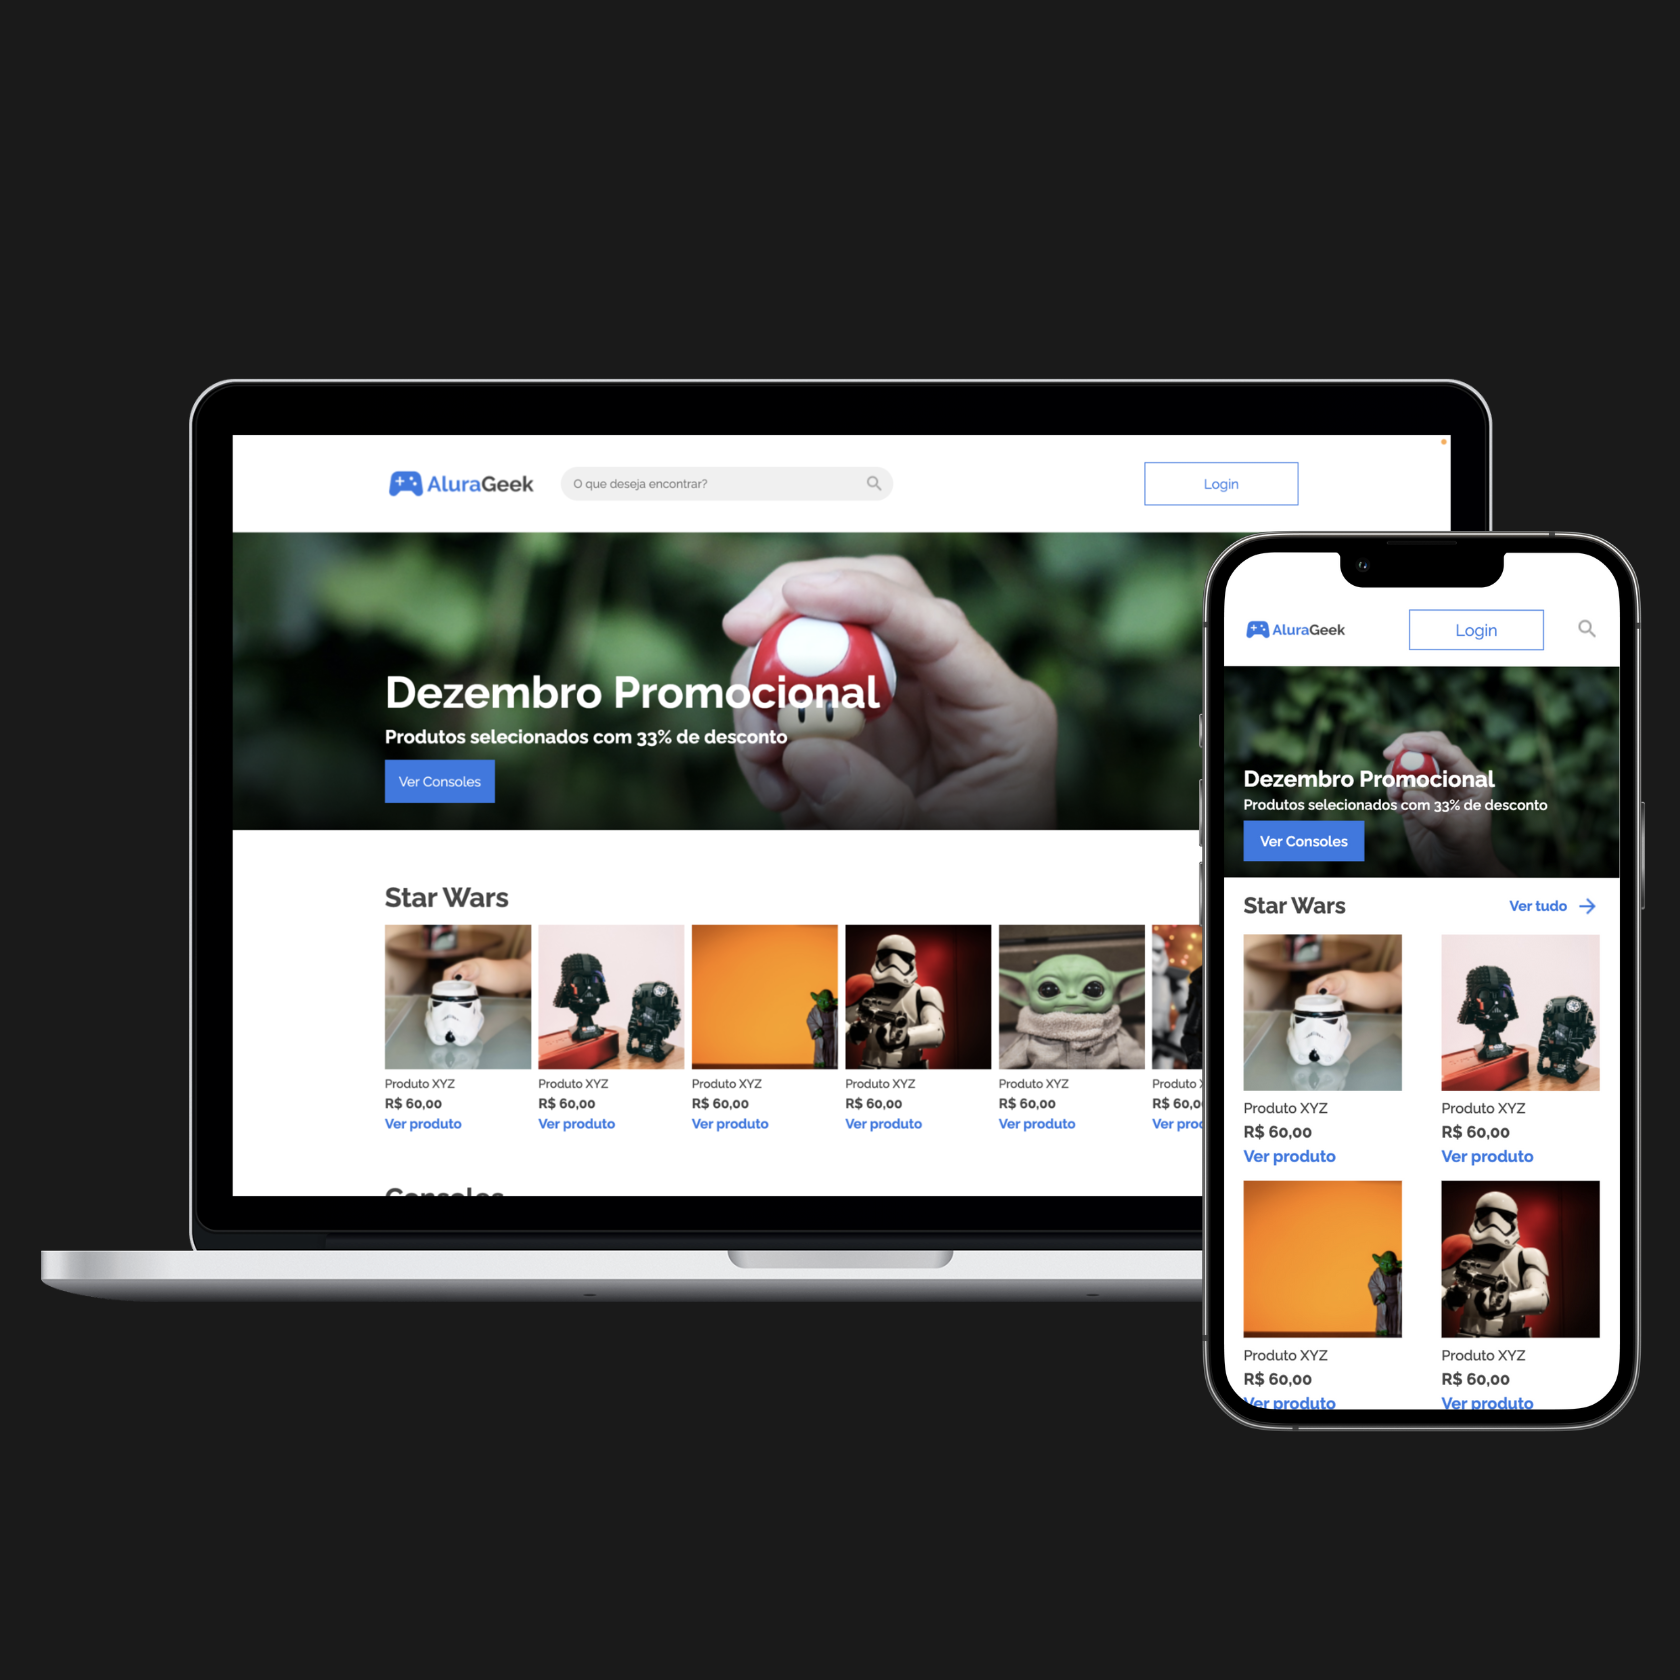 AluraGeek
O que deseja encontrar?
Login
Dezembro Promocional
Produtos selecionados com 33% de desconto
Ver Consoles
Star Wars
Produto XYZ
R$ 60,00
Ver produto
Produto XYZ
R$ 60,00
Ver produto
Produto XYZ
R$ 60,00
Ver produto
Produto XYZ
R$ 60,00
Ver produto
Produto XYZ
R$ 60,00
Ver produto
Produto
R$ 60,0
Ver pro
Consoles
AluraGeek
Login
Dezembro Promocional
Produtos selecionados com 33% de desconto
Ver Consoles
Star Wars
Ver tudo
Produto XYZ
R$ 60,00
Ver produto
Produto XYZ
R$ 60,00
Ver produto
Produto XYZ
R$ 60,00
Ver produto
Produto XYZ
R$ 60,00
Ver produto